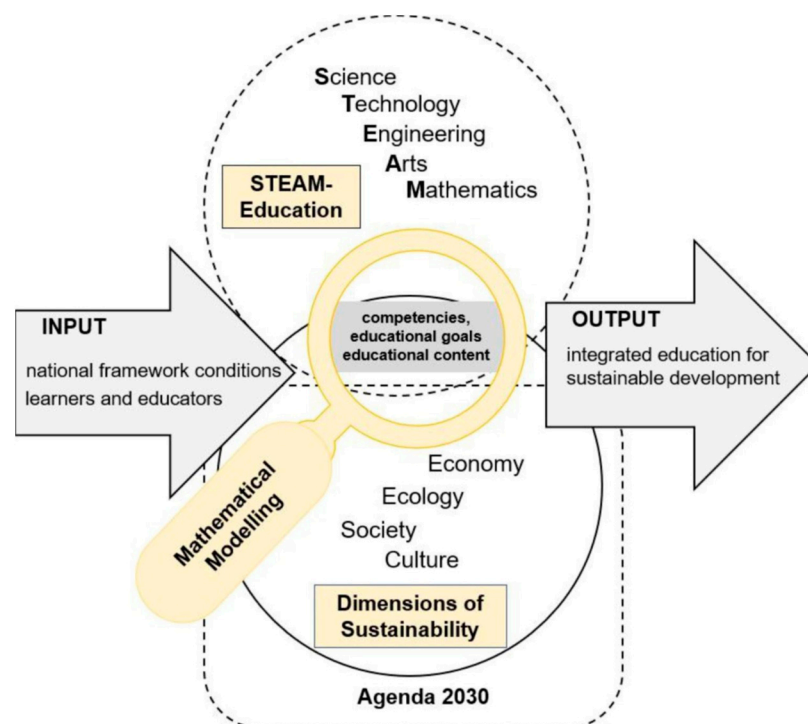 Science
Technology
Engineering
Arts
Mathematics
STEAM-
Education
INPUT
national framework conditions
learners and educators
competencies,
educational goals
educational content
OUTPUT
integrated education for
sustainable development
Mathematical
Modelling
Economy
Ecology
Society
Culture
Dimensions of
Sustainability
Agenda 2030